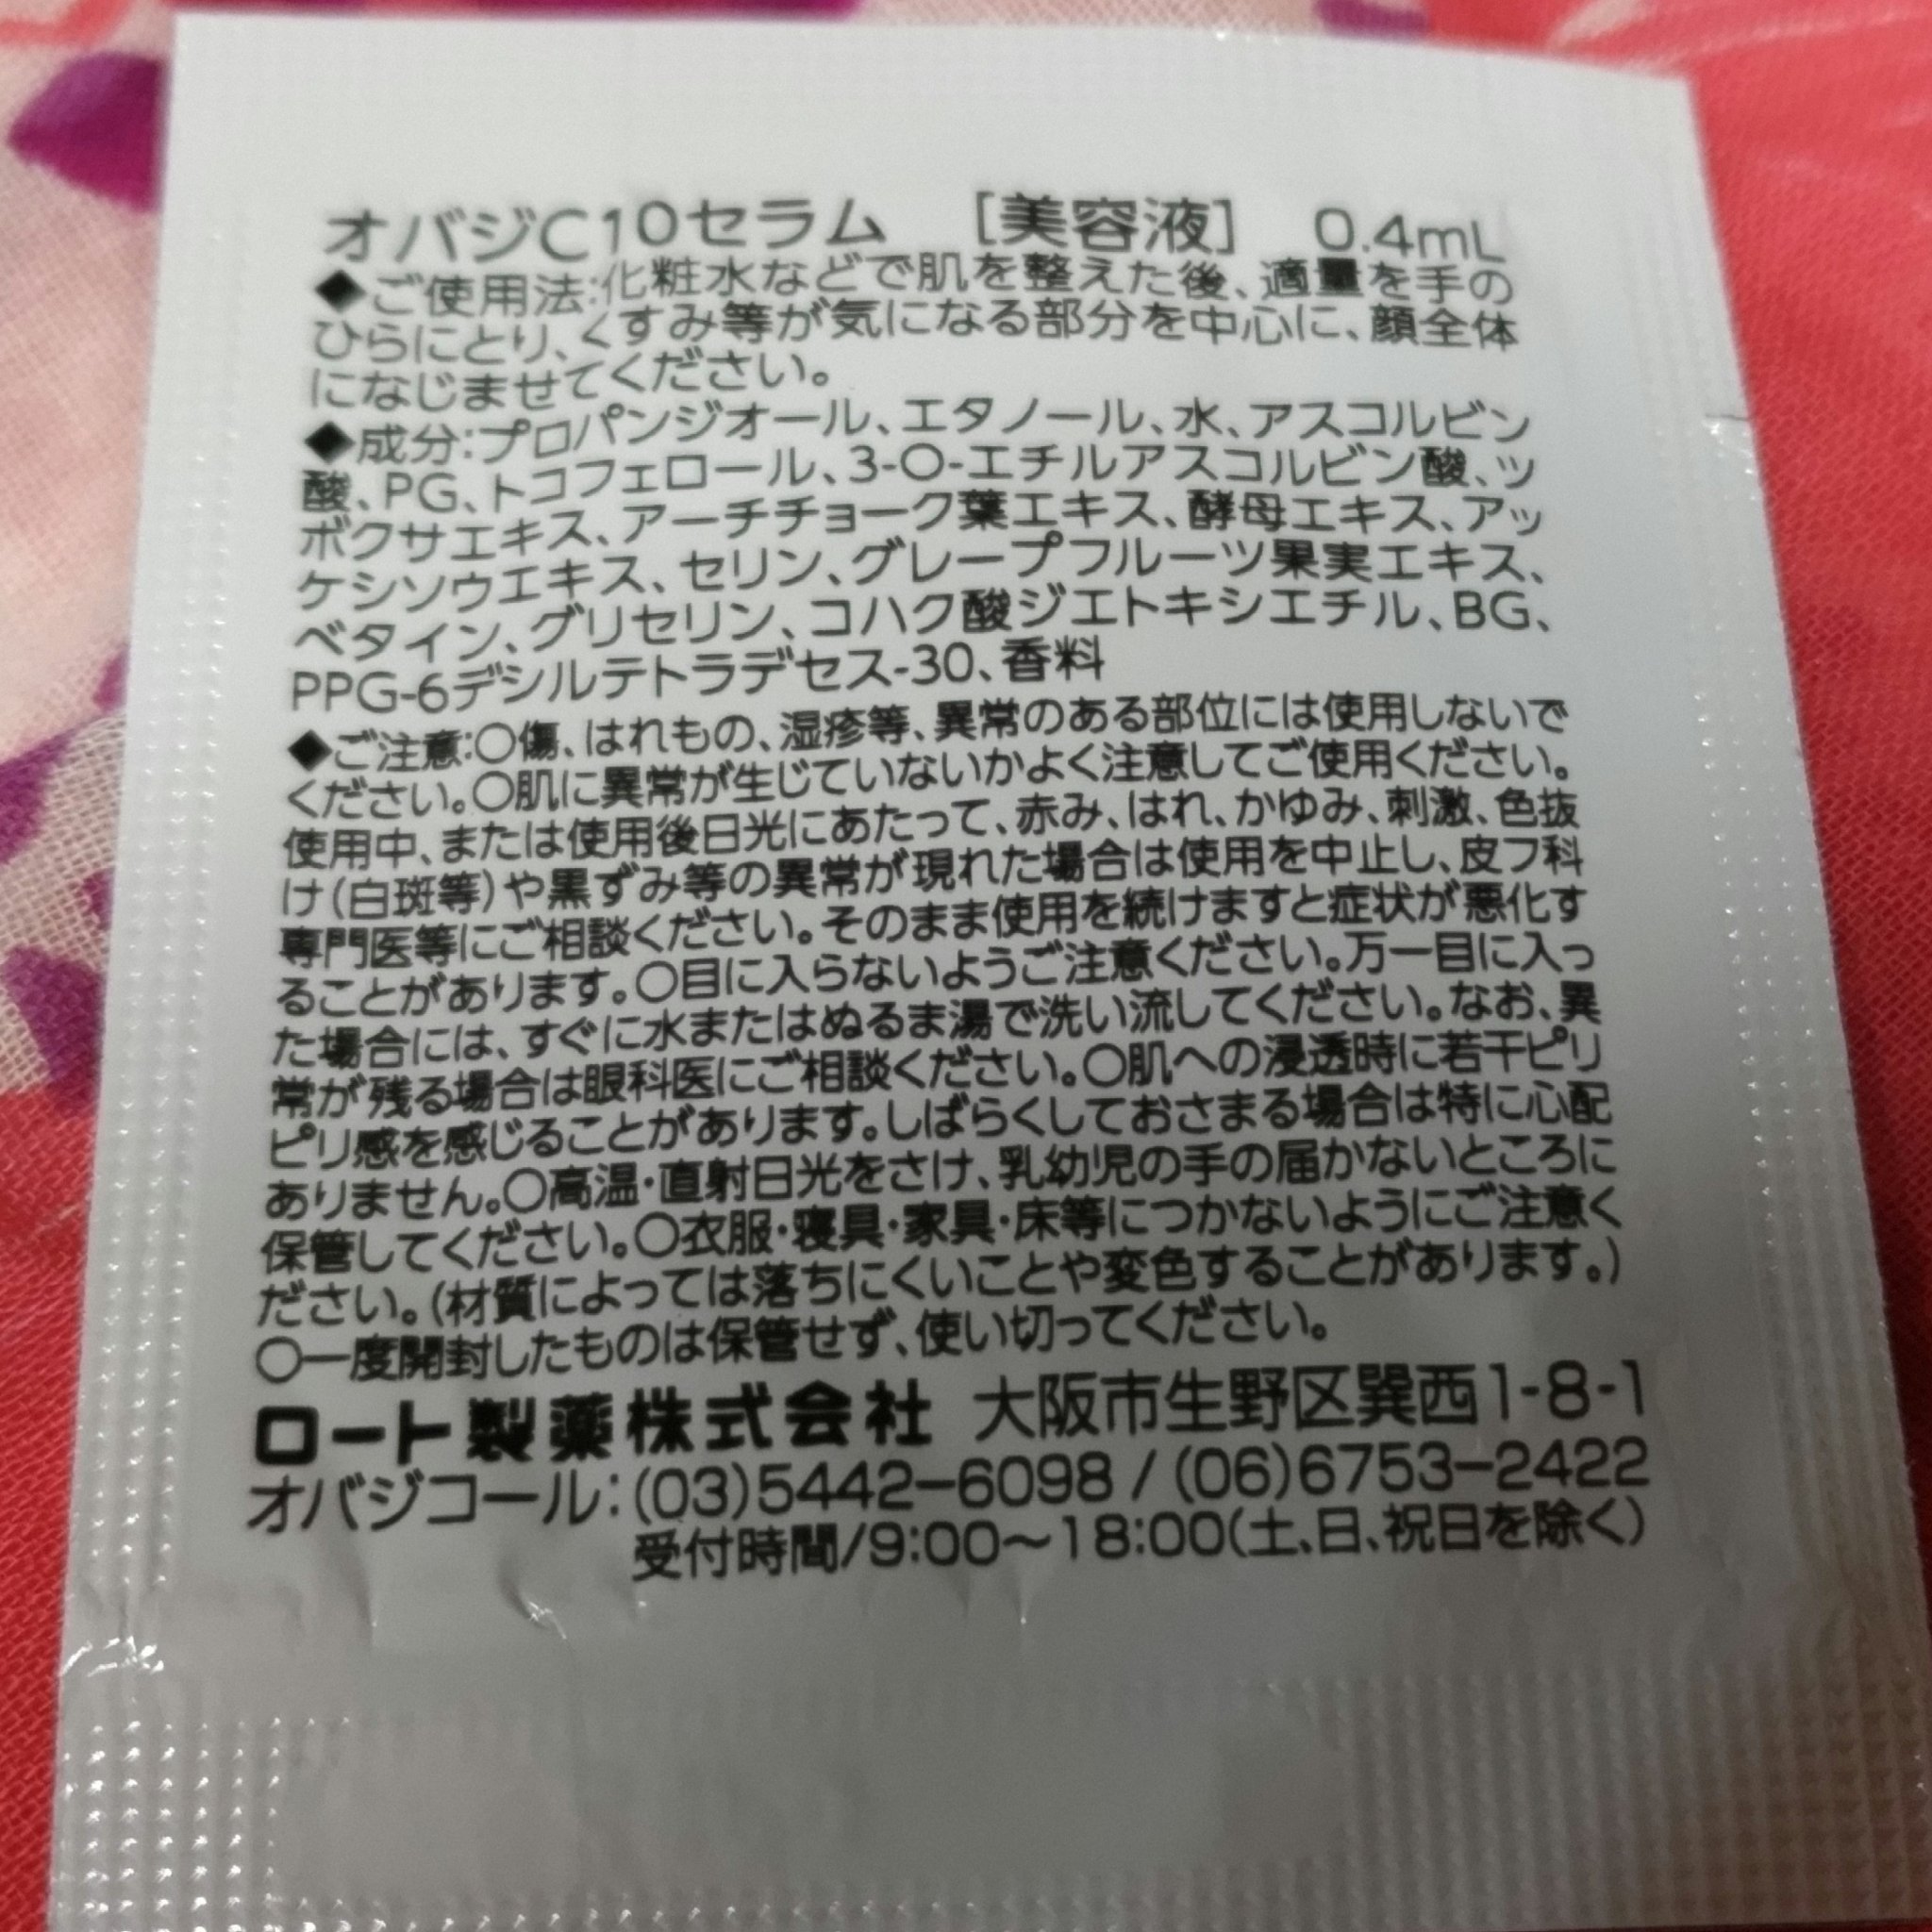 オバジC10セラム ［美容液］ 0.4mL
◆ご使用法:化粧水などで肌を整えた後、適量を手の
ひらにとり、くすみ等が気になる部分を中心に、顔全体
になじませてください。
◆成分:プロパンジオール、エタノール、水、アスコルビン
酸、PG、トコフェロール、3-O-エチルアスコルビン酸、ツ
ボクサエキス、アーチチョーク葉エキス、酵母エキス、アッ
ケシソウエキス、セリン、グレープフルーツ果実エキス、
ベタイン、グリセリン、コハク酸ジエトキシエチル、BG、
PPG-6デシルテトラデセス-30、香料
◆ご注意:○傷、はれもの、湿疹等、異常のある部位には使用しないで
ください。○肌に異常が生じていないかよく注意してご使用ください。
使用中、または使用後日光にあたって、赤み、はれ、かゆみ、刺激、色抜
け(白斑等)や黒ずみ等の異常が現れた場合は使用を中止し、皮フ科
専門医等にご相談ください。そのまま使用を続けますと症状が悪化す
ることがあります。○目に入らないようご注意ください。万一目に入っ
た場合には、すぐに水またはぬるま湯で洗い流してください。なお、異
常が残る場合は眼科医にご相談ください。○肌への浸透時に若干ピリ
ピリ感を感じることがあります。しばらくしておさまる場合は特に心配
ありません。○高温・直射日光をさけ、乳幼児の手の届かないところに
保管してください。○衣服・寝具・家具・床等につかないようにご注意く
ださい。(材質によっては落ちにくいことや変色することがあります。)
○一度開封したものは保管せず、使い切ってください。
ロート製薬株式会社 大阪市生野区巽西1-8-1
オバジコール:(03)5442-6098/(06)6753-2422
受付時間/9:00〜18:00(土、日、祝日を除く)